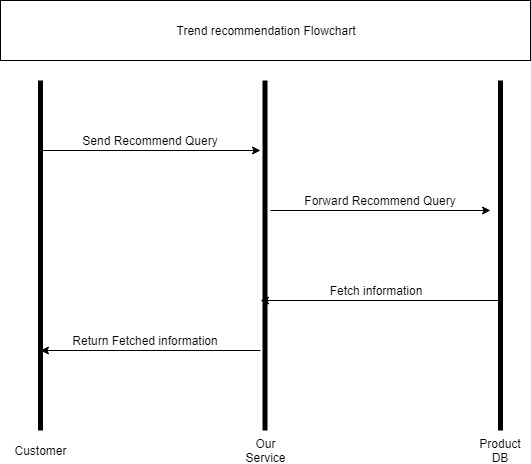 Trend recommendation Flowchart
Send Recommend Query
Forward Recommend Query
Fetch information
Return Fetched information
Customer
Our
Service
Product
DB